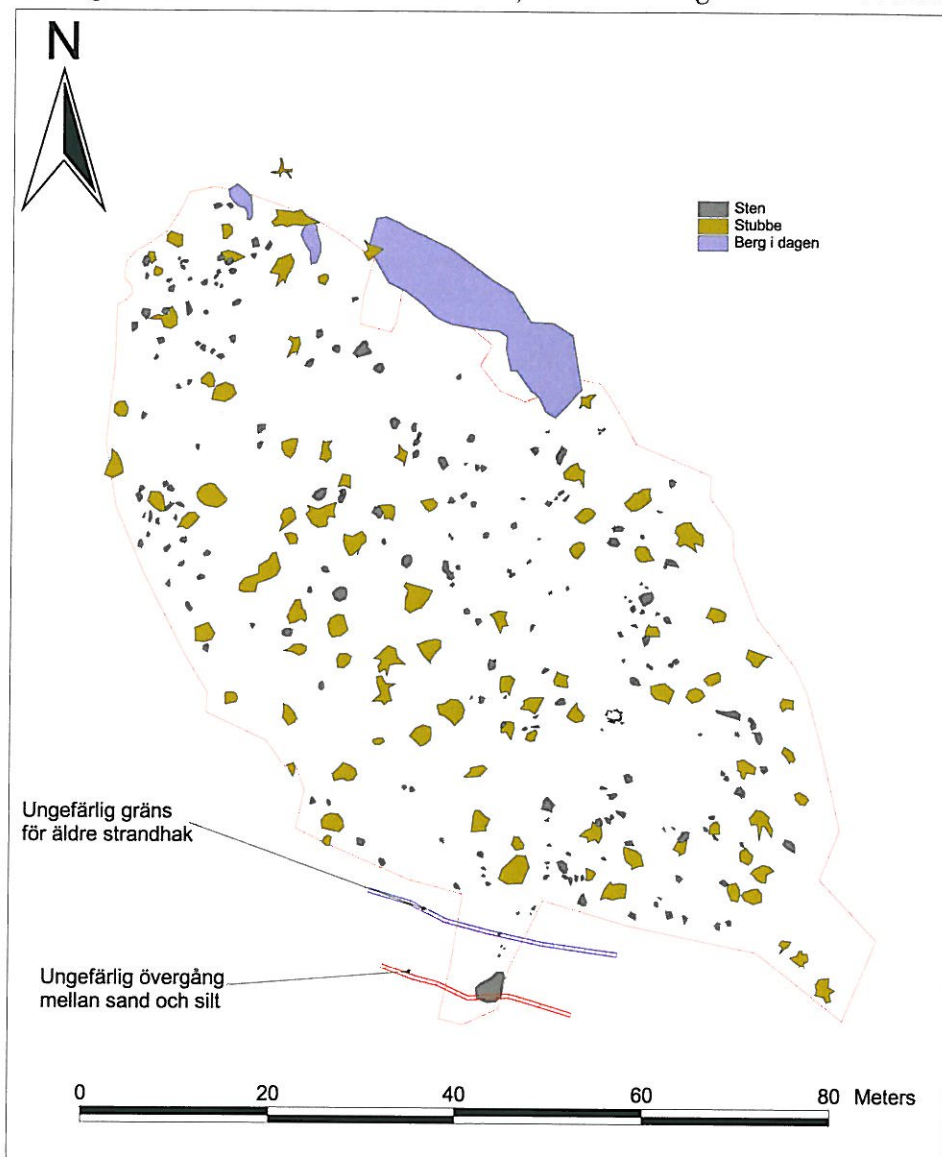 N
Sten
Stubbe
Berg i dagen
Ungefärlig gräns
för äldre strandhak
Ungefärlig övergång
mellan sand och silt
0 20 40 60 80 Meters